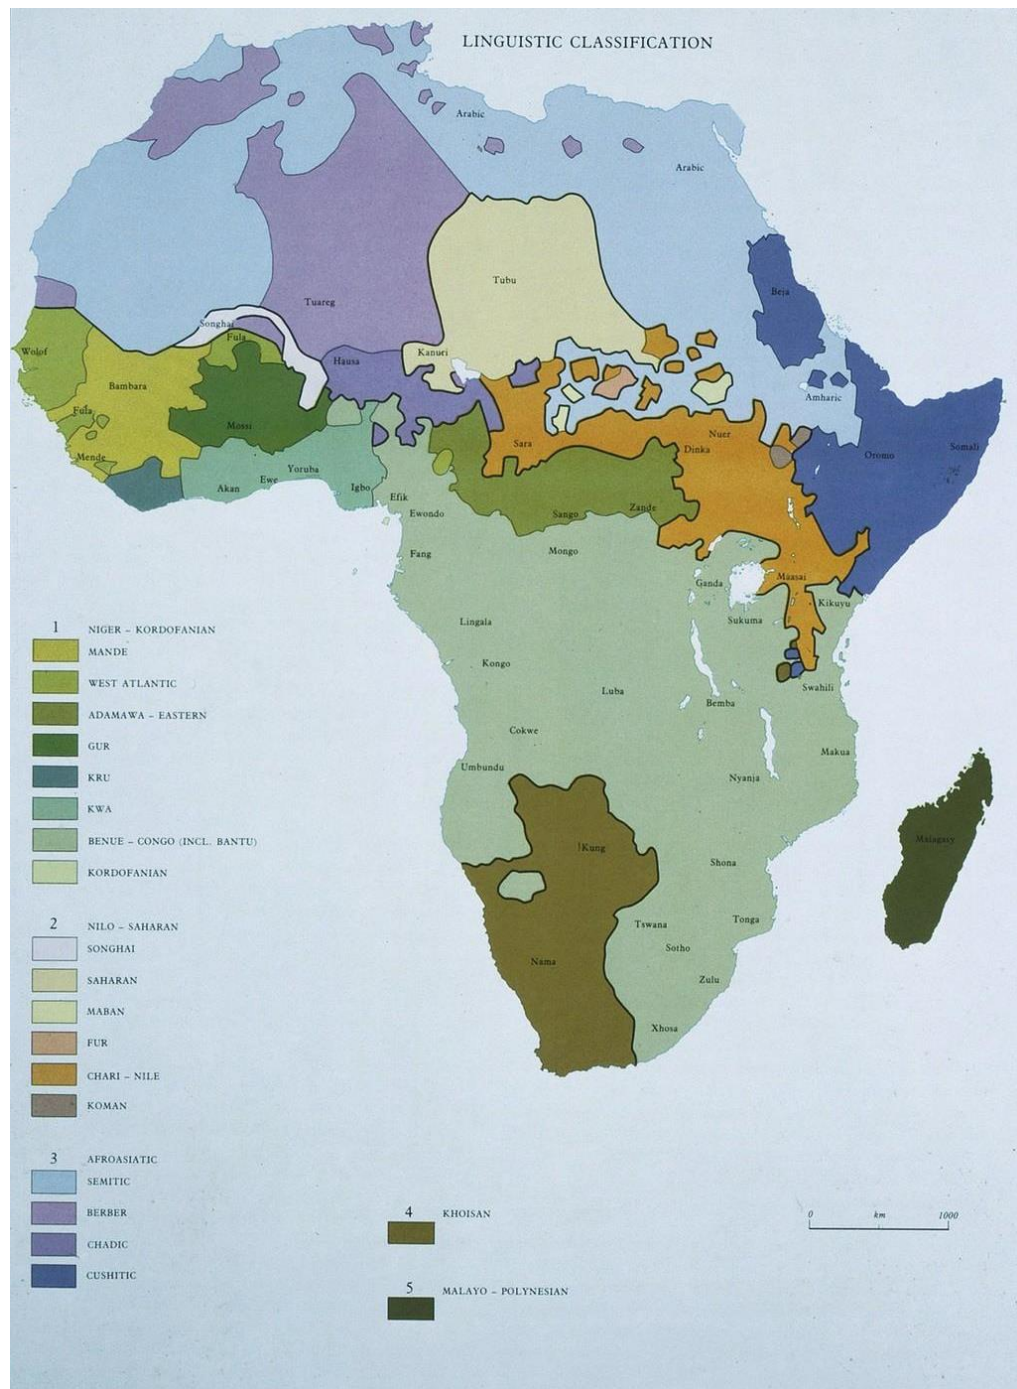 LINGUISTIC CLASSIFICATION
Arabic
Arabic
Tubu
Beja
Tuareg
Songhai
Fula
Wolof
Hausa
Kanuri
Bambara
Amharic
Fula
Mossi
Nuer
Sara
Dinka
Somali
Oromo
Mende
Yoruba
Ewe
Akan
Igbo
Efik
Zande
Ewondo
Sango
Fang
Mongo
Maasai
Ganda
Kikuyu
Lingala
Sukuma
Kongo
Luba
Swahili
Bemba
Cokwe
Makua
Umbundu
Nyanja
!Kung
Malagasy
Shona
Tswana
Tonga
Sotho
Nama
Zulu
Xhosa
1 NIGER – KORDOFANIAN
MANDE
WEST ATLANTIC
ADAMAWA – EASTERN
GUR
KRU
KWA
BENUE – CONGO (INCL. BANTU)
KORDOFANIAN
2 NILO – SAHARAN
SONGHAI
SAHARAN
MABAN
FUR
CHARI – NILE
KOMAN
3 AFROASIATIC
SEMITIC
BERBER
CHADIC
CUSHITIC
4 KHOISAN
5 MALAYO – POLYNESIAN
0 km 1000